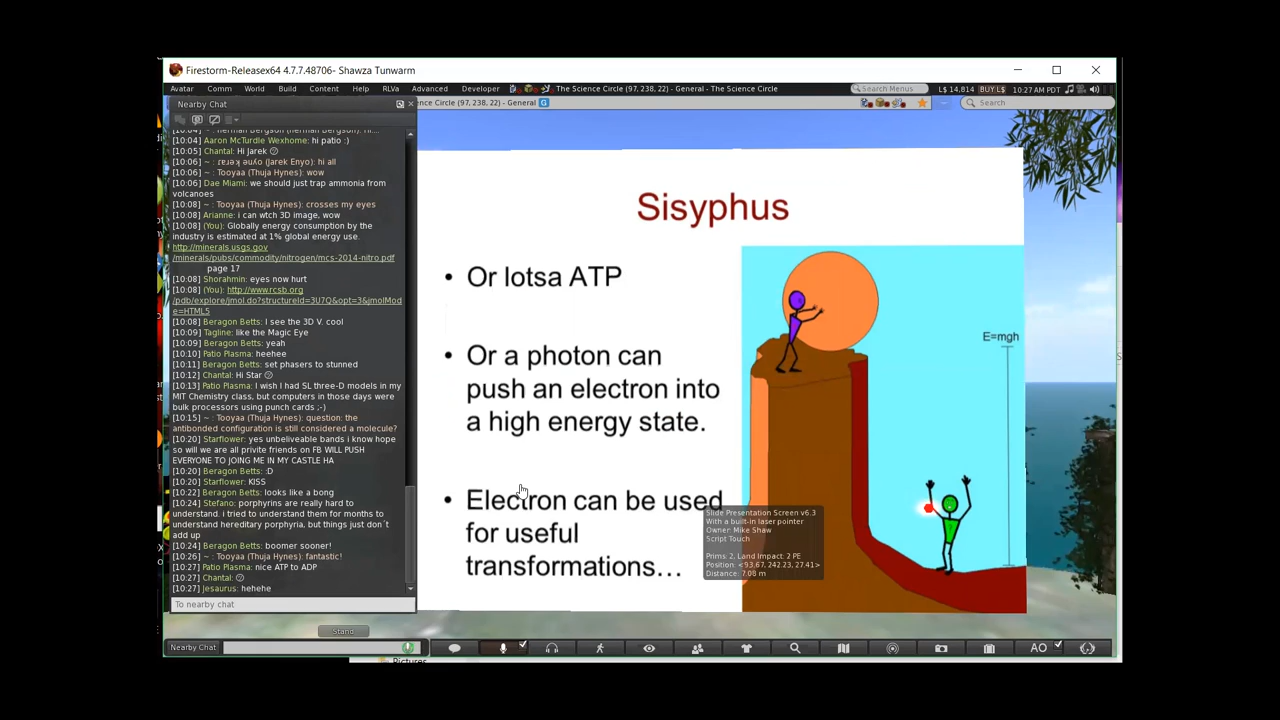 Firestorm-Releasex64 4.7.7.48706- Shawza Tunwarm
Avatar Comm World Build Content Help RLVa Advanced Developer
The Science Circle (97, 238, 22) - General - The Science Circle
Search Menus
L$ 14,814 BUY L$ 10:27 AM PDT
Nearby Chat
nce Circle (97, 238, 22) - General
Search
[10:04] Aaron McTurdle Wexhome: hi patio :)
[10:05] Chantal: Hi Jarek
(Jarek Enyo): hi all
[10:06] ~ : Tooyaa (Thuja Hynes): wow
[10:06] Dae Miami: we should just trap ammonia from
volcanoes
[10:08] ~ : Tooyaa (Thuja Hynes): crosses my eyes
[10:08] Arianne: i can wtch 3D image, wow
[10:08] (You): Globally energy consumption by the
industry is estimated at 1% global energy use.
http://minerals.usgs.gov
/minerals/pubs/commodity/nitrogen/mcs-2014-nitro.pdf
page 17
[10:08] Shorahmin: eyes now hurt
[10:08] (You): http://www.rcsb.org
/pdb/explore/jmol.do?structureId=3U7Q&opt=3&jmolMod
e=HTML5
[10:08] Beragon Betts: I see the 3D V. cool
[10:09] Tagline: like the Magic Eye
[10:09] Beragon Betts: yeah
[10:10] Patio Plasma: heehee
[10:11] Beragon Betts: set phasers to stunned
[10:12] Chantal: Hi Star
[10:13] Patio Plasma: I wish I had SL three-D models in my
MIT Chemistry class, but computers in those days were
bulk processors using punch cards ;-)
[10:15] ~ : Tooyaa (Thuja Hynes): question: the
antibonded configuration is still considered a molecule?
[10:20] Starflower: yes unbeliveable bands i know hope
so will we are all privite friends on FB WILL PUSH
EVERYONE TO JOING ME IN MY CASTLE HA
[10:20] Beragon Betts: :D
[10:20] Starflower: KISS
[10:22] Beragon Betts: looks like a bong
[10:24] Stefano: porphyrins are really hard to
understand. i tried to understand them for months to
understand hereditary porphyria, but things just don´t
add up
[10:24] Beragon Betts: boomer sooner!
[10:26] ~ : Tooyaa (Thuja Hynes): fantastic!
[10:27] Patio Plasma: nice ATP to ADP
[10:27] Chantal:
[10:27] Jesaurus: hehehe
To nearby chat
Stand
Nearby Chat
Sisyphus
• Or lotsa ATP
• Or a photon can
push an electron into
a high energy state.
• Electron can be used
for useful
transformations…
E=mgh
Slide Presentation Screen v6.3
With a built-in laser pointer
Owner: Mike Shaw
Script Touch
Prims: 2, Land Impact: 2 PE
Position: <93.67, 242.23, 27.41>
Distance: 7.08 m
AO
Pictures